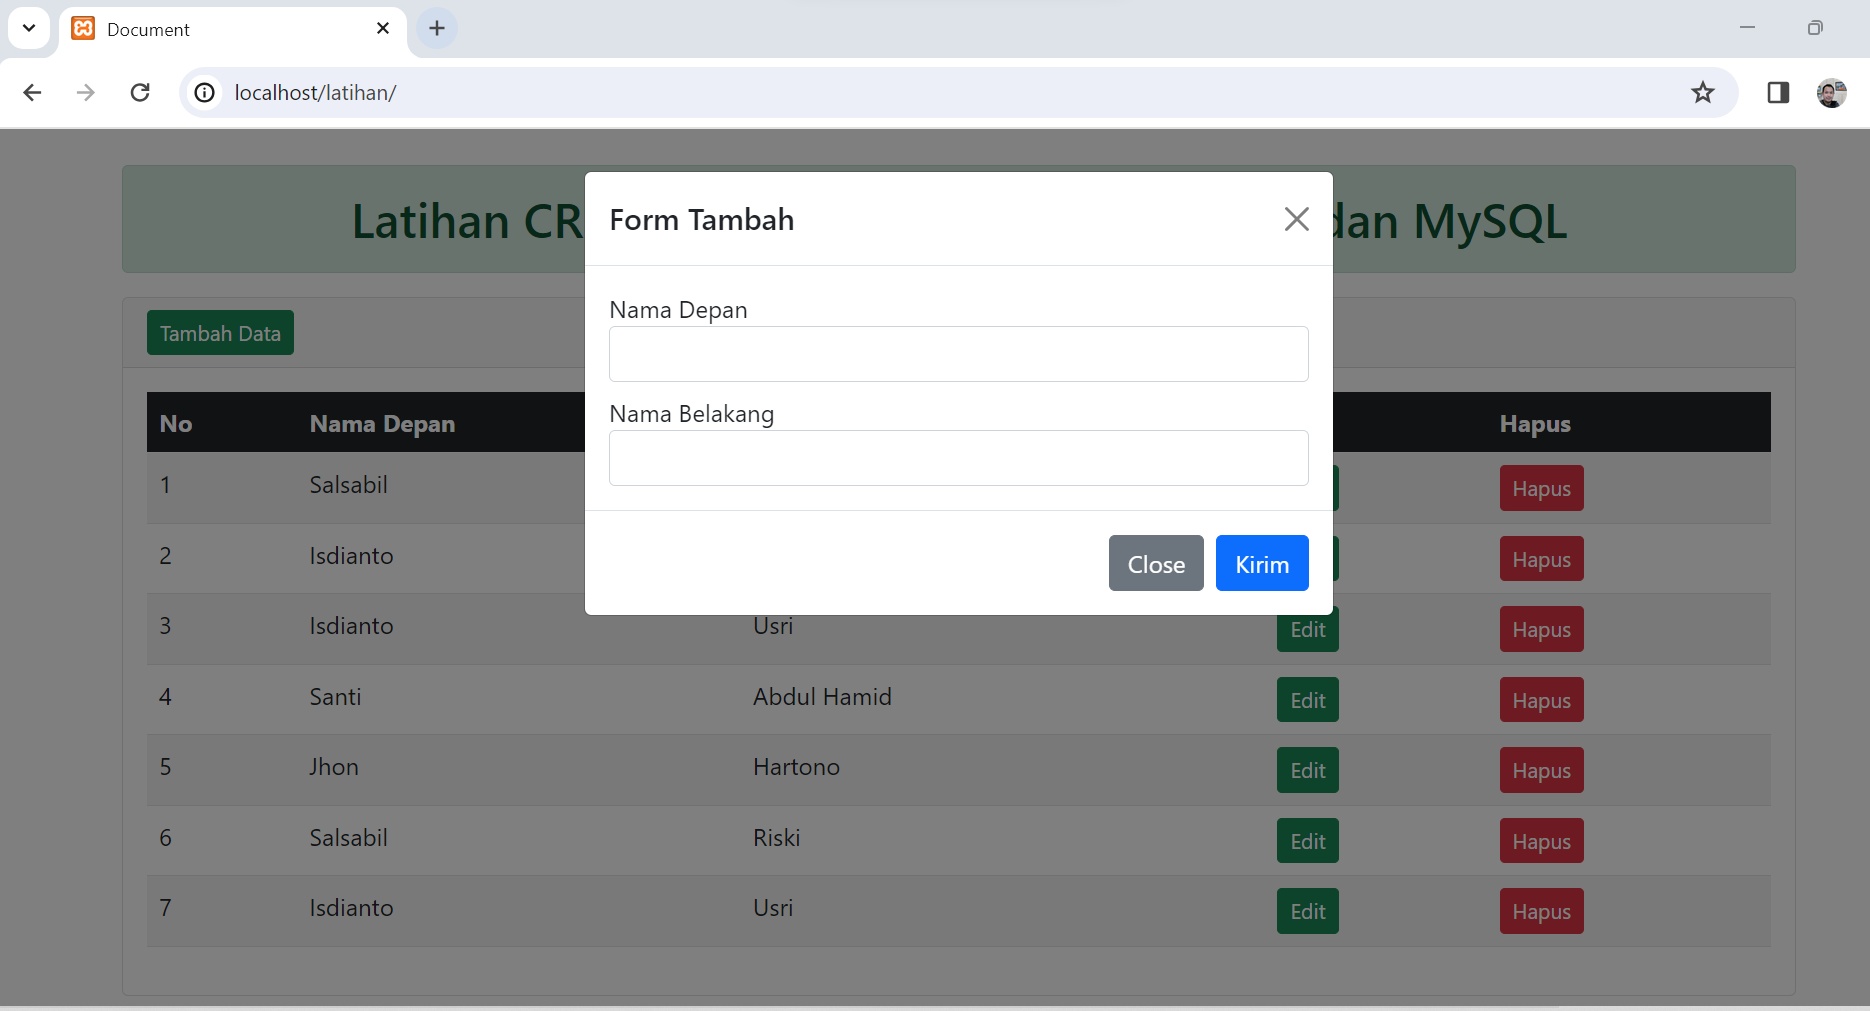 Document
localhost/latihan/
Latihan CR dan MySQL
Form Tambah
Nama Depan
Nama Belakang
Close Kirim
Tambah Data
No Nama Depan Hapus
1 Salsabil Hapus
2 Isdianto Hapus
3 Isdianto Usri Edit Hapus
4 Santi Abdul Hamid Edit Hapus
5 Jhon Hartono Edit Hapus
6 Salsabil Riski Edit Hapus
7 Isdianto Usri Edit Hapus